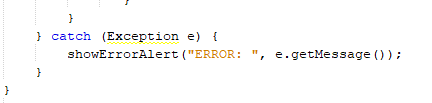 }
}
} catch (Exception e) {
showErrorAlert("ERROR: ", e.getMessage());
}
}